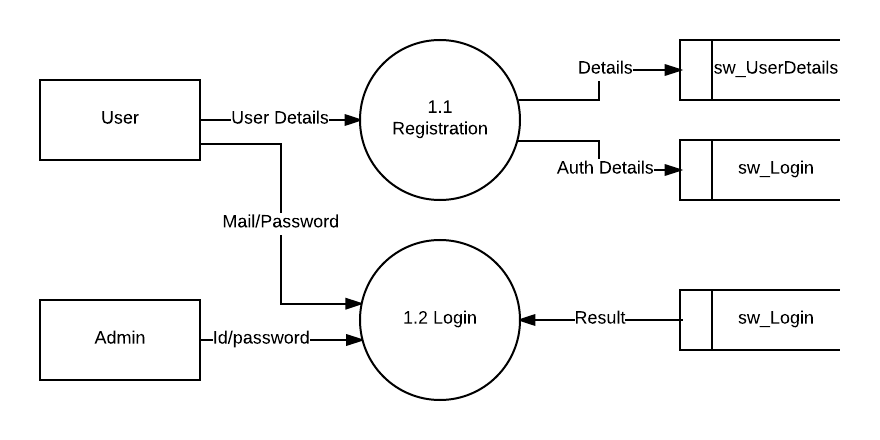 User
User Details
1.1
Registration
Details
sw_UserDetails
Auth Details
sw_Login
Mail/Password
Admin
Id/password
1.2 Login
Result
sw_Login